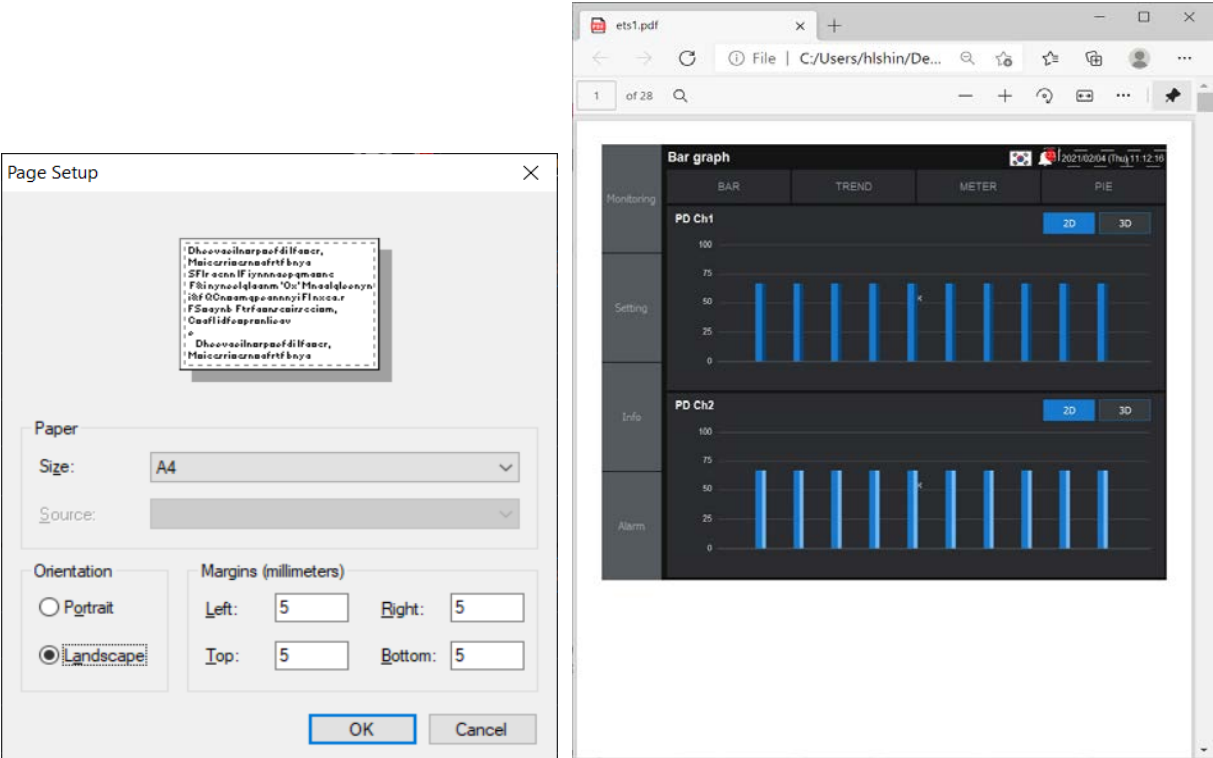 Page Setup
Paper
Size:
A4
Source:
Orientation
Portrait
Landscape
Margins (millimeters)
Left:
5
Right:
5
Top:
5
Bottom:
5
OK
Cancel
ets1.pdf
File | C:/Users/hlshin/De...
1
of 28
Bar graph
2021/02/04 (Thu) 11:12:16
Monitoring
Setting
Info
Alarm
BAR
TREND
METER
PIE
PD Ch1
2D
3D
100
75
50
25
0
PD Ch2
2D
3D
100
75
50
25
0